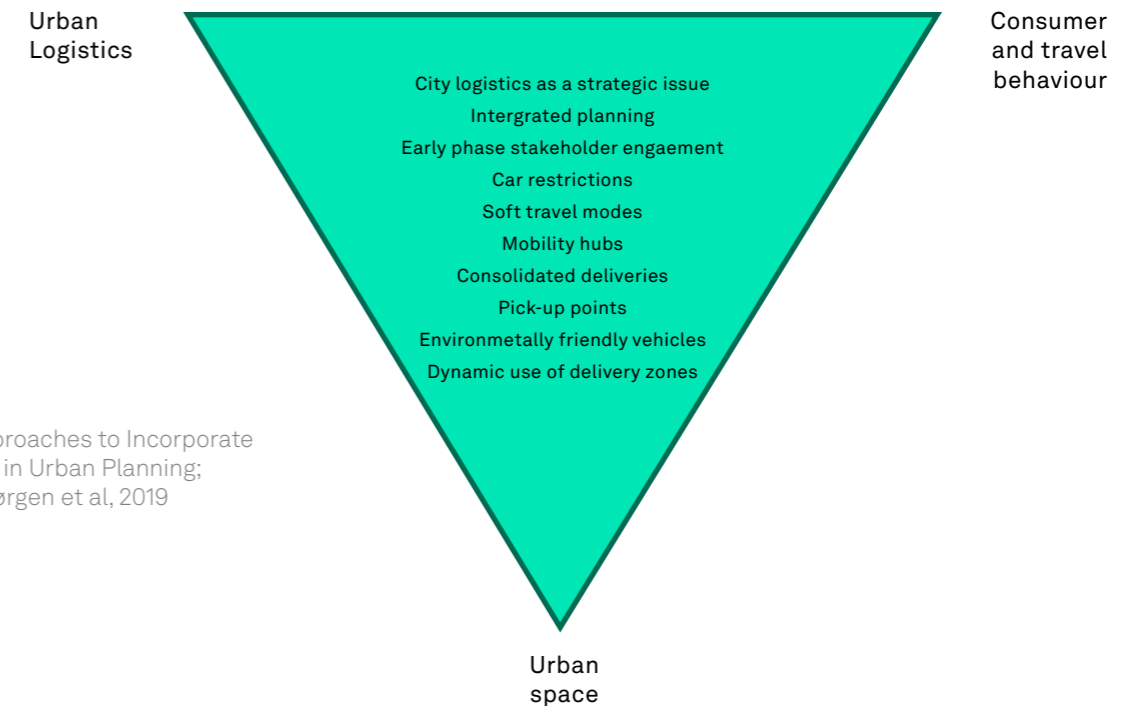 Urban
Logistics
Consumer
and travel
behaviour
City logistics as a strategic issue
Intergrated planning
Early phase stakeholder engaement
Car restrictions
Soft travel modes
Mobility hubs
Consolidated deliveries
Pick-up points
Environmetally friendly vehicles
Dynamic use of delivery zones
to Incorporate
in Urban Planning;
et al, 2019
Urban
space